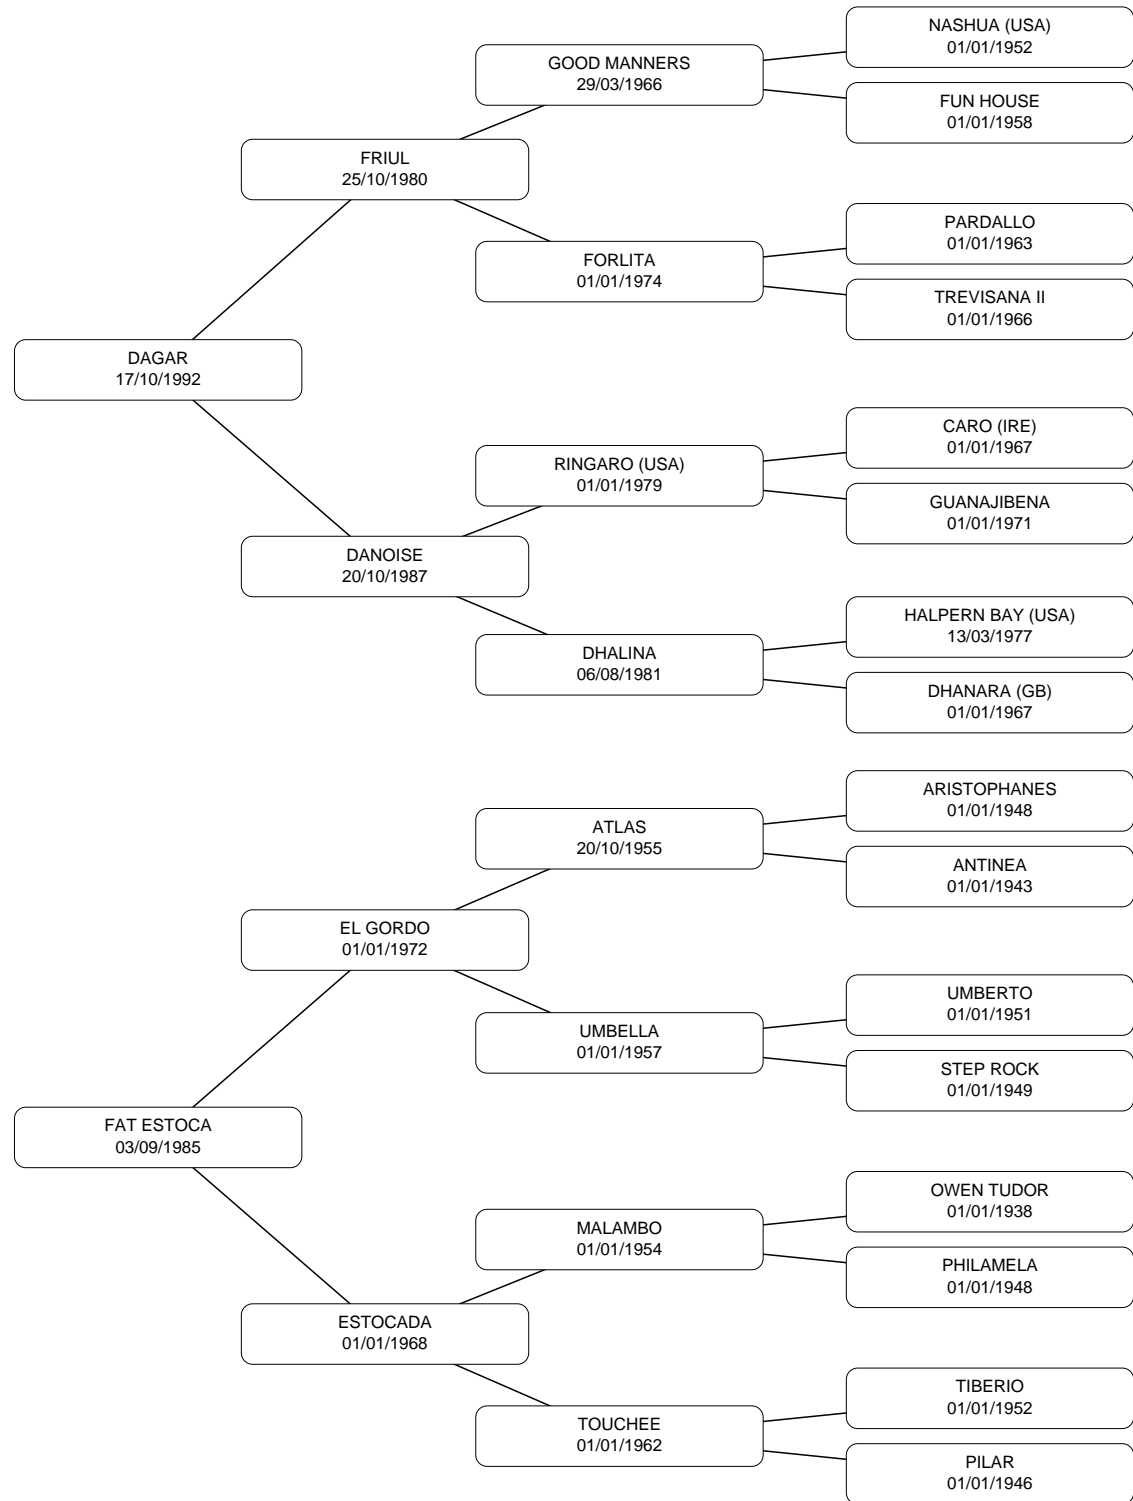 NASHUA (USA)
01/01/1952
GOOD MANNERS
29/03/1966
FUN HOUSE
01/01/1958
FRIUL
25/10/1980
PARDALLO
01/01/1963
FORLITA
01/01/1974
TREVISANA II
01/01/1966
DAGAR
17/10/1992
CARO (IRE)
01/01/1967
RINGARO (USA)
01/01/1979
GUANAJIBENA
01/01/1971
DANOISE
20/10/1987
HALPERN BAY (USA)
13/03/1977
DHALINA
06/08/1981
DHANARA (GB)
01/01/1967
ARISTOPHANES
01/01/1948
ATLAS
20/10/1955
ANTINEA
01/01/1943
EL GORDO
01/01/1972
UMBERTO
01/01/1951
UMBELLA
01/01/1957
STEP ROCK
01/01/1949
FAT ESTOCA
03/09/1985
OWEN TUDOR
01/01/1938
MALAMBO
01/01/1954
PHILAMELA
01/01/1948
ESTOCADA
01/01/1968
TIBERIO
01/01/1952
TOUCHEE
01/01/1962
PILAR
01/01/1946